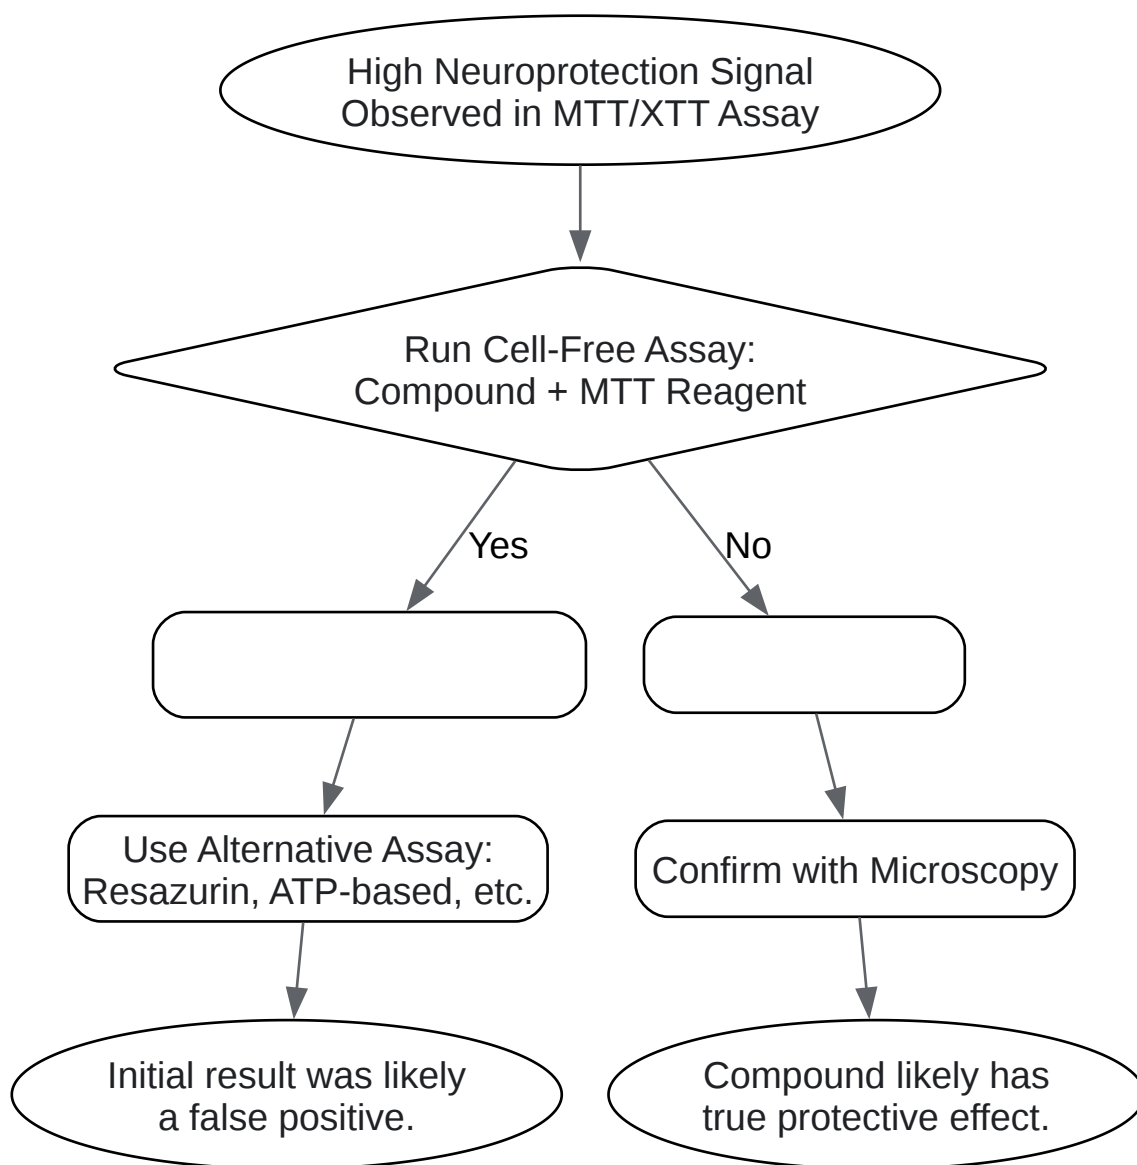 High Neuroprotection Signal
Observed in MTT/XTT Assay
Run Cell-Free Assay:
Compound + MTT Reagent
Yes
No
Use Alternative Assay:
Resazurin, ATP-based, etc.
Confirm with Microscopy
Initial result was likely
a false positive.
Compound likely has
true protective effect.